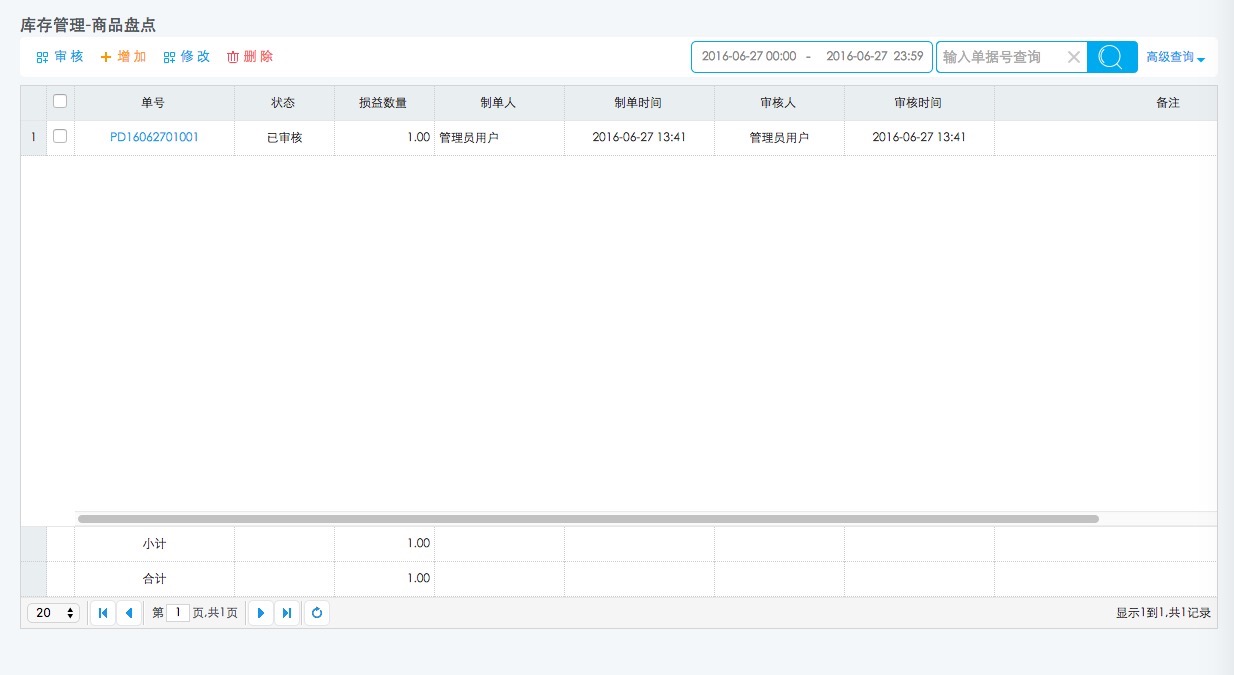 库存管理-商品盘点
审 核 增 加 修 改 删 除 2016-06-27 00:00 - 2016-06-27 23:59 输入单据号查询 高级查询
单号 状态 损益数量 制单人 制单时间 审核人 审核时间 备注
1 PD16062701001 已审核 1.00 管理员用户 2016-06-27 13:41 管理员用户 2016-06-27 13:41
小计 1.00
合计 1.00
20 第 1 页,共1页 显示1到1,共1记录